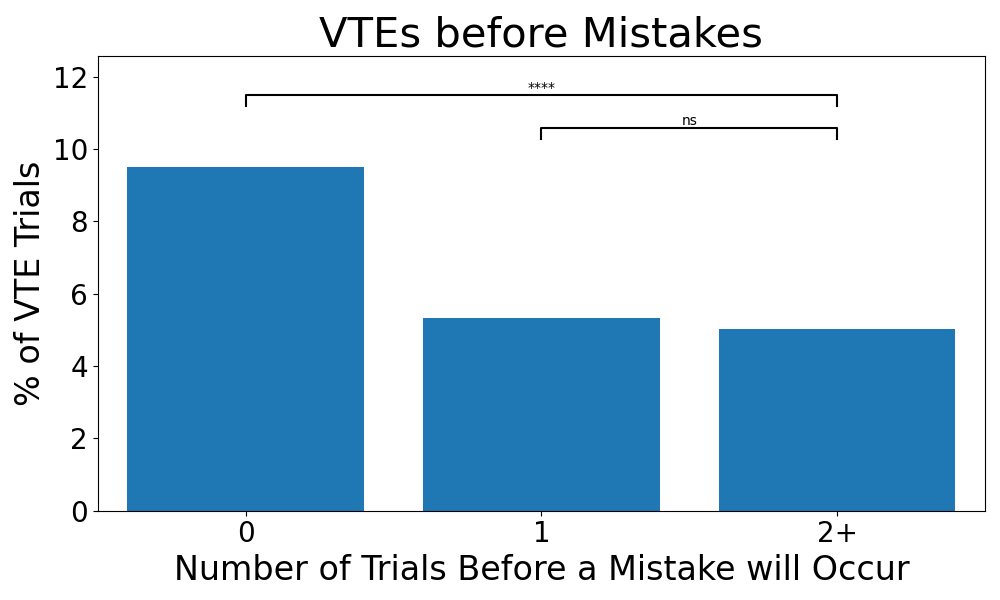 VTEs before Mistakes
% of VTE Trials
12
10
8
6
4
2
0
****
ns
0 1 2+
Number of Trials Before a Mistake will Occur